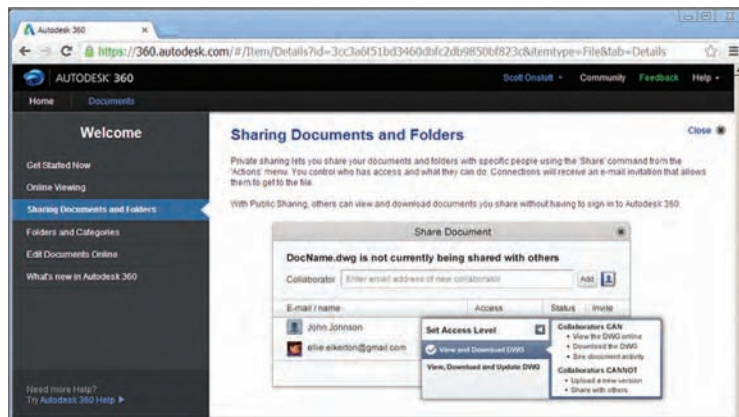 Autodesk 360
https://360.autodesk.com/#/Item/Details?id=3cc3a6f51bd3460dbfc2db9850bf823c&itemtype=File&tab=Details
AUTODESK 360
Scott Onstott
Community
Feedback
Help
Home
Documents
Welcome
Get Started Now
Online Viewing
Sharing Documents and Folders
Folders and Categories
Edit Documents Online
What's new in Autodesk 360
Need more Help?
Try Autodesk 360 Help
Sharing Documents and Folders
Close
Private sharing lets you share your documents and folders with specific people using the 'Share' command from the
'Actions' menu. You control who has access and what they can do. Connections will receive an e-mail invitation that allows
them to get to the file.
With Public Sharing, others can view and download documents you share without having to sign in to Autodesk 360.
Share Document
DocName.dwg is not currently being shared with others
Collaborator
Enter email address of new collaborator
Add
E-mail / name
Access
Status
Invite
John Johnson
ellie.elkerton@gmail.com
Set Access Level
View and Download DWG
View, Download and Update DWG
Collaborators CAN
• View the DWG online
• Download the DWG
• See document activity
Collaborators CANNOT
• Upload a new version
• Share with others